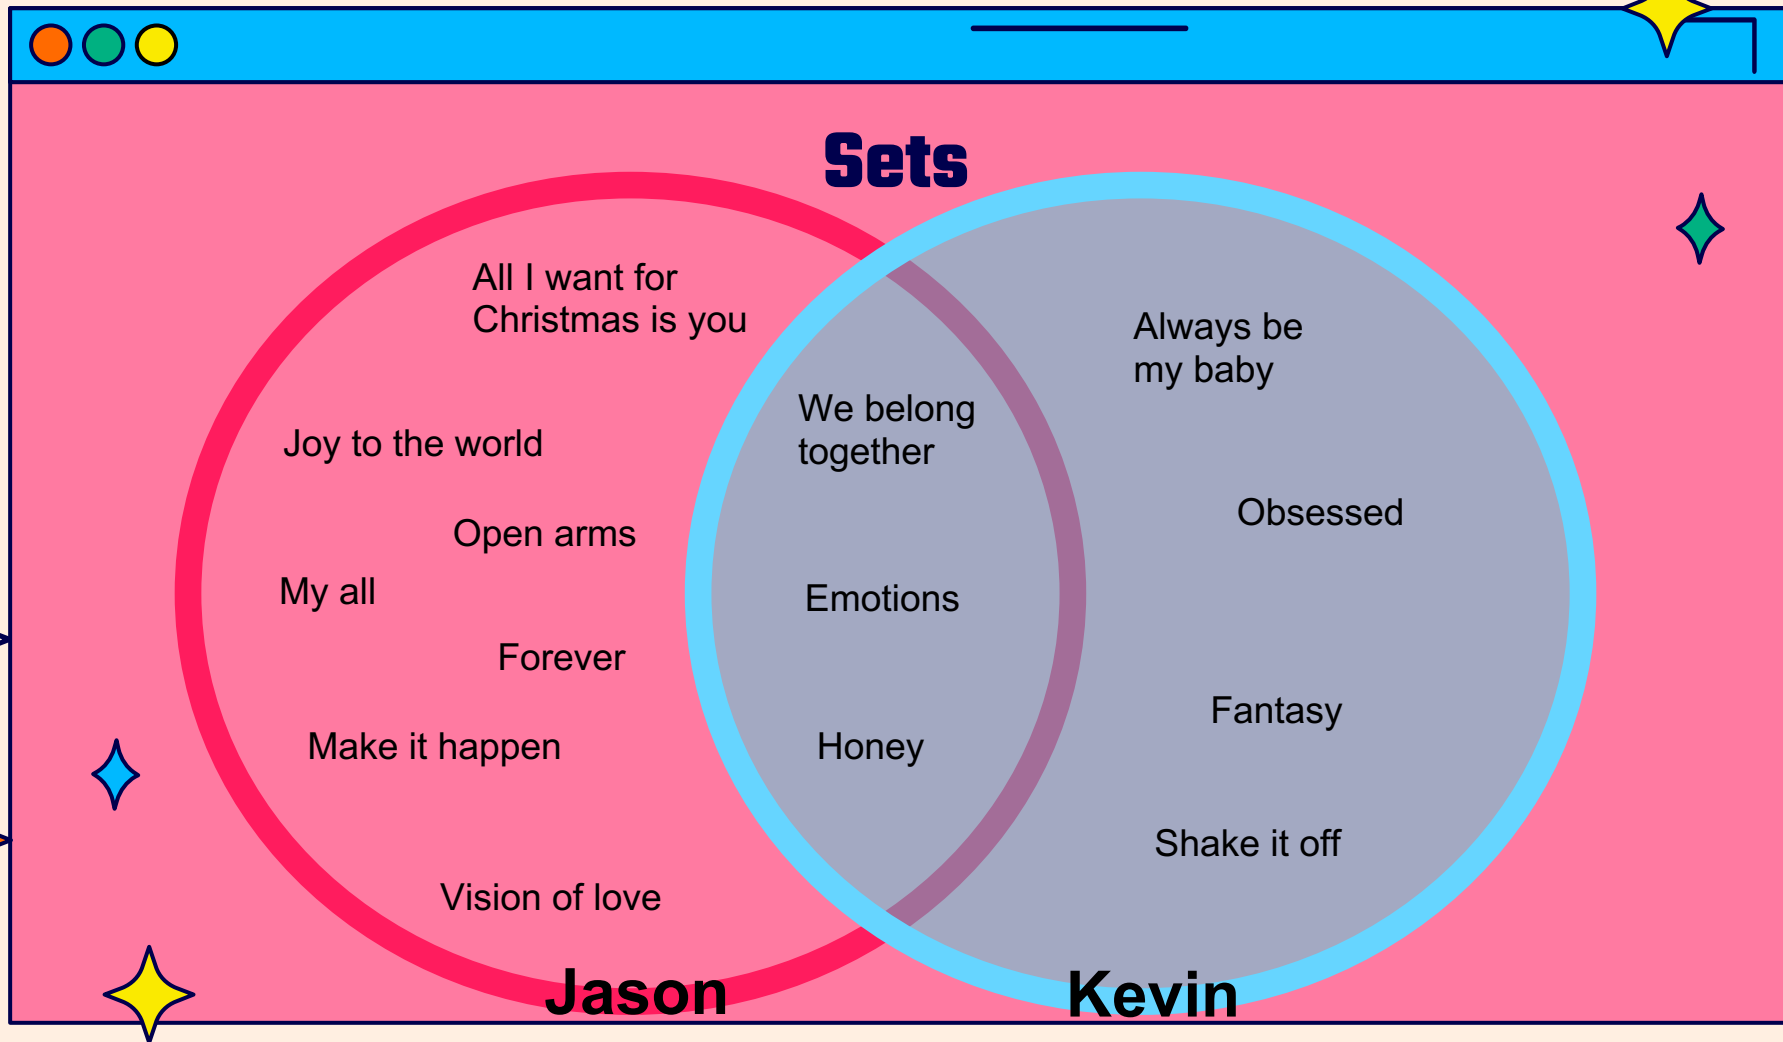 Sets
All I want for
Christmas is you
Joy to the world
Open arms
My all
Forever
Make it happen
Vision of love
We belong
together
Emotions
Honey
Always be
my baby
Obsessed
Fantasy
Shake it off
Jason
Kevin